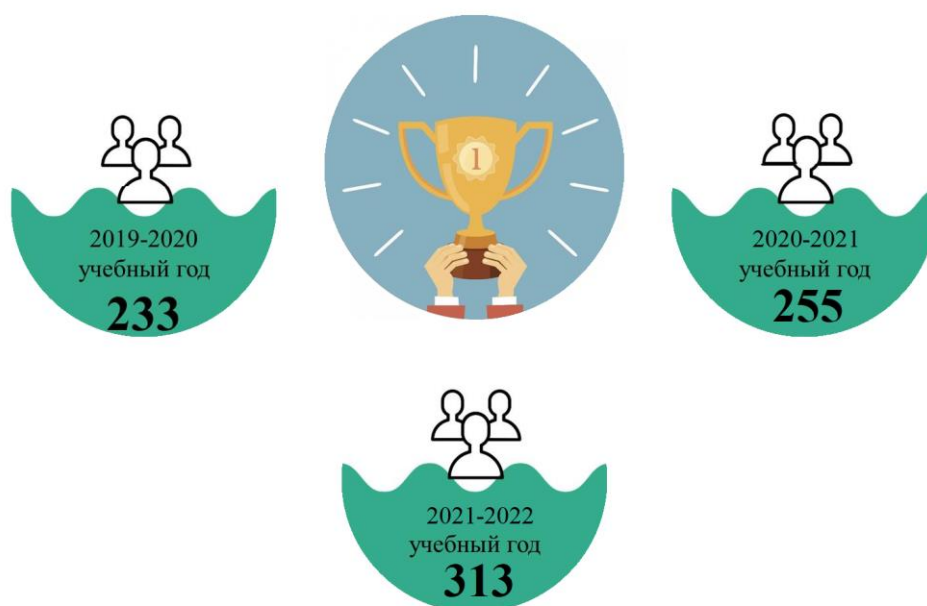 1
2019-2020
учебный год
233
2020-2021
учебный год
255
2021-2022
учебный год
313